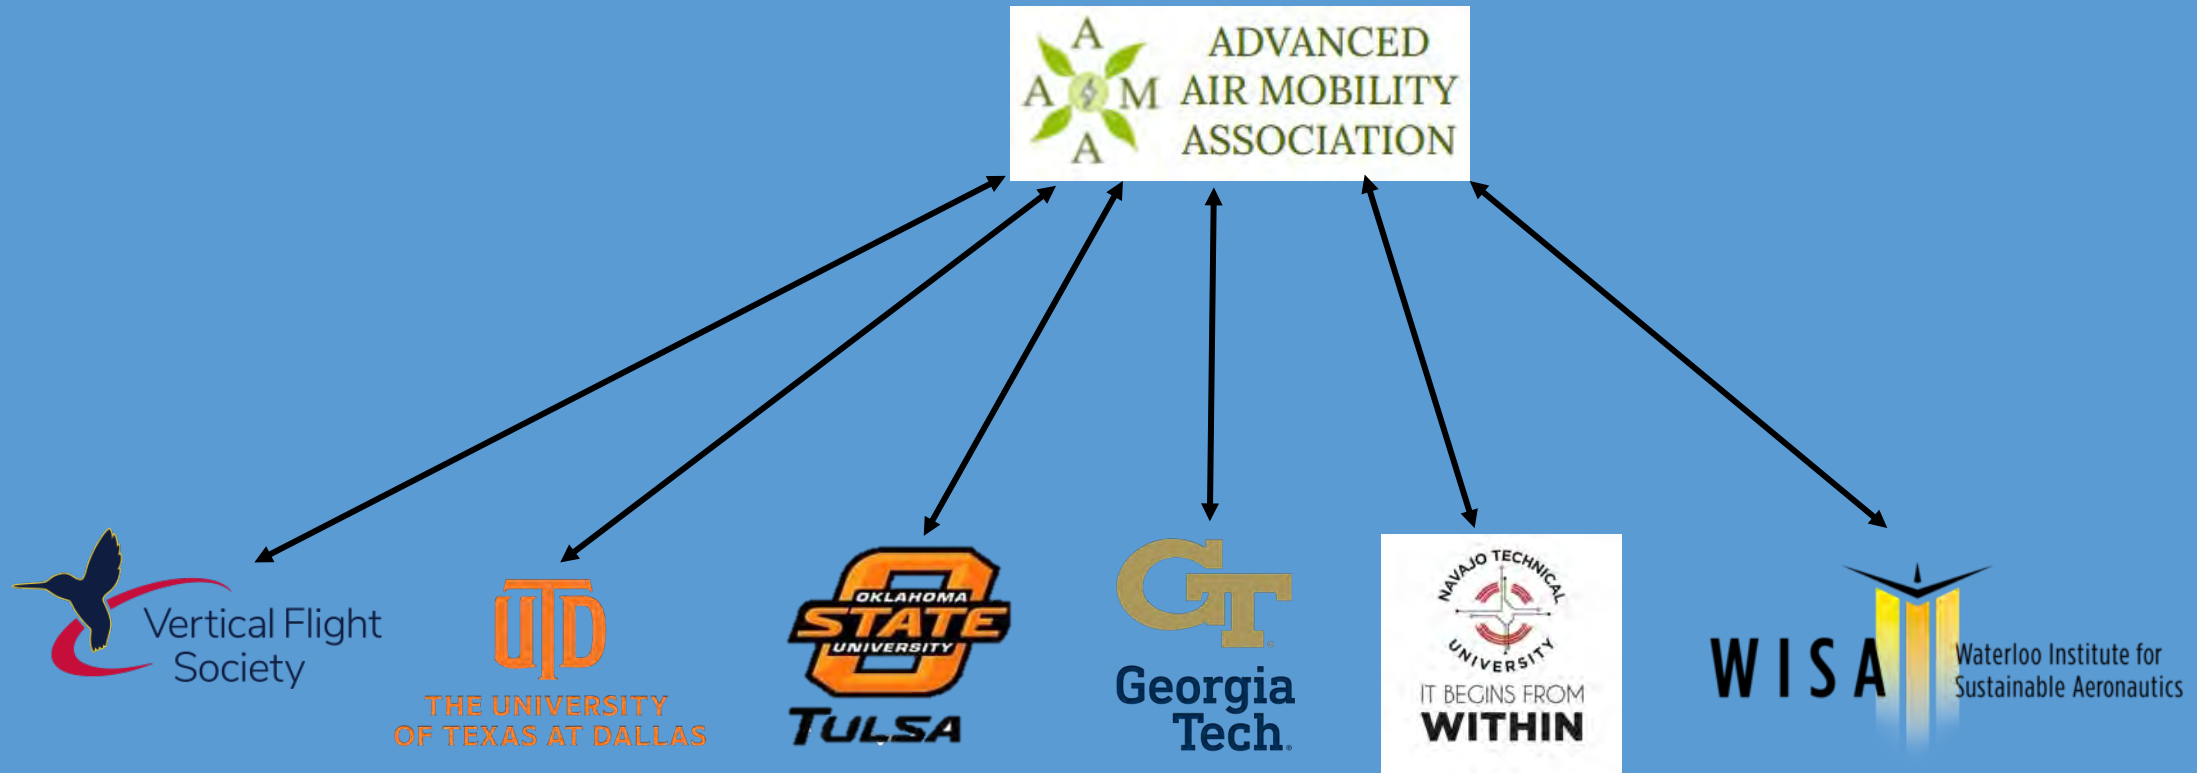 A
A M
A
ADVANCED
AIR MOBILITY
ASSOCIATION
Vertical Flight
Society
UTD
THE UNIVERSITY
OF TEXAS AT DALLAS
OKLAHOMA
STATE
UNIVERSITY
TULSA
GT
Georgia
Tech
NAVAJO TECHNICAL
UNIVERSITY
IT BEGINS FROM
WITHIN
WISA
Waterloo Institute for
Sustainable Aeronautics